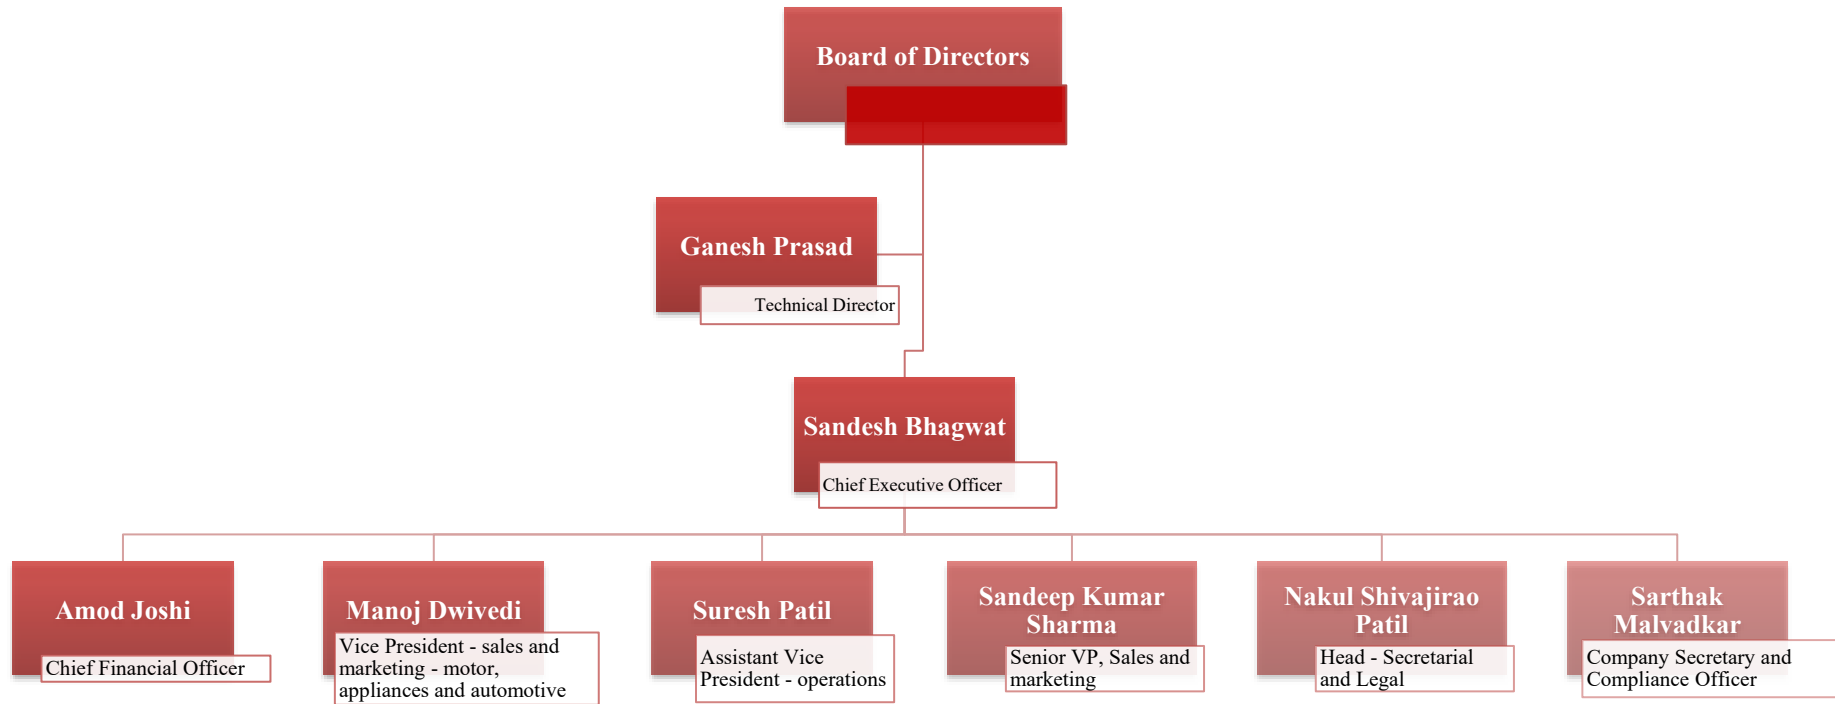 Board of Directors
Ganesh Prasad
Technical Director
Sandesh Bhagwat
Chief Executive Officer
Amod Joshi
Chief Financial Officer
Manoj Dwivedi
Vice President - sales and
marketing - motor,
appliances and automotive
Suresh Patil
Assistant Vice
President - operations
Sandeep Kumar
Sharma
Senior VP, Sales and
marketing
Nakul Shivajirao
Patil
Head - Secretarial
and Legal
Sarthak
Malvadkar
Company Secretary and
Compliance Officer